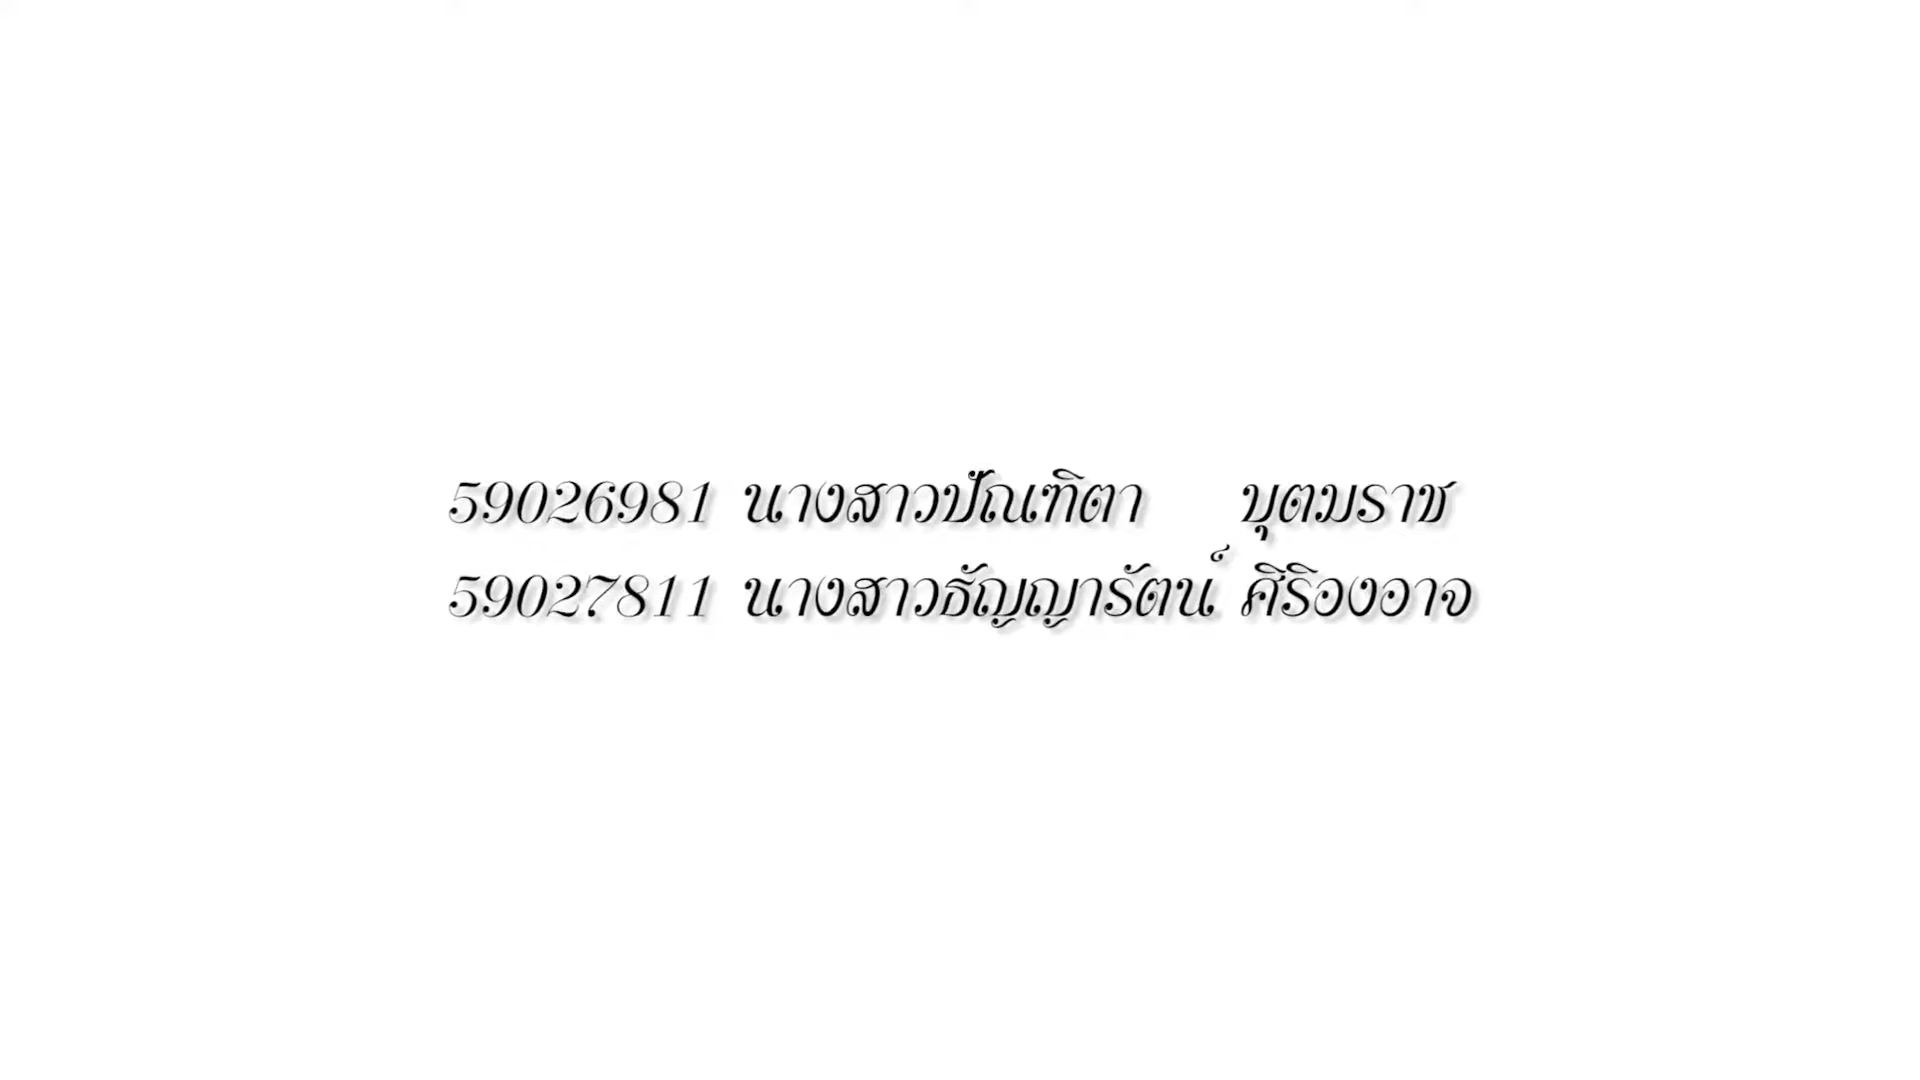 59026981 นางสาวปัณฑิตา บุตมราช
59027811 นางสาวธัญญารัตน์ ศิริองอาจ